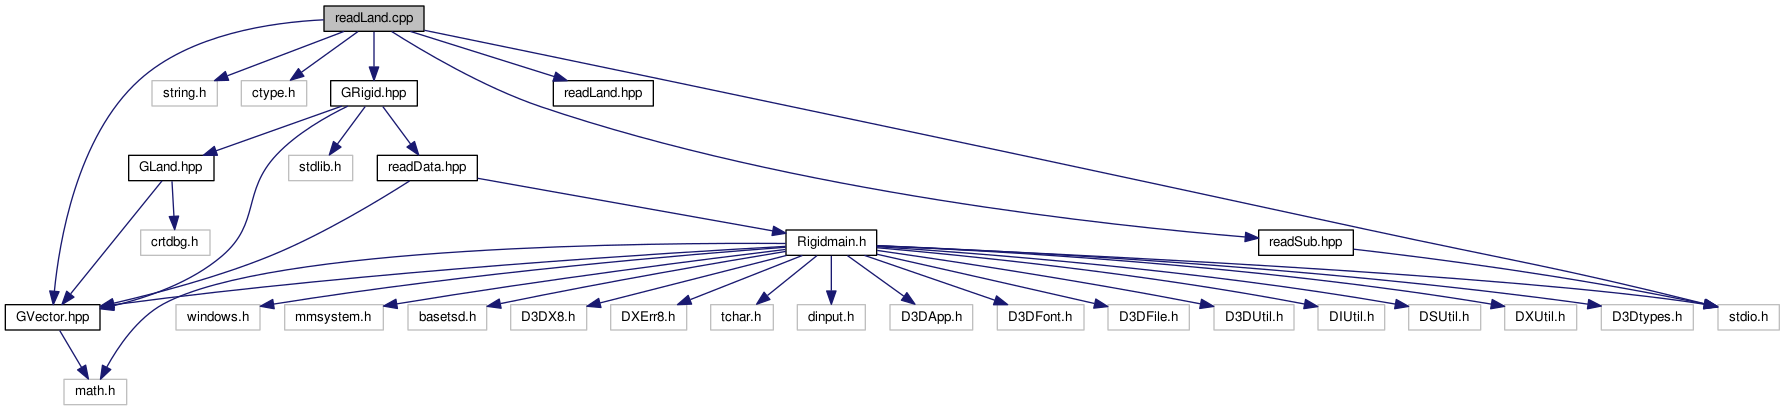 readLand.cpp
string.h
ctype.h
GRigid.hpp
readLand.hpp
GLand.hpp
stdlib.h
readData.hpp
crtdbg.h
Rigidmain.h
readSub.hpp
GVector.hpp
windows.h
mmsystem.h
basetsd.h
D3DX8.h
DXErr8.h
tchar.h
dinput.h
D3DApp.h
D3DFont.h
D3DFile.h
D3DUtil.h
DIUtil.h
DSUtil.h
DXUtil.h
D3Dtypes.h
stdio.h
math.h